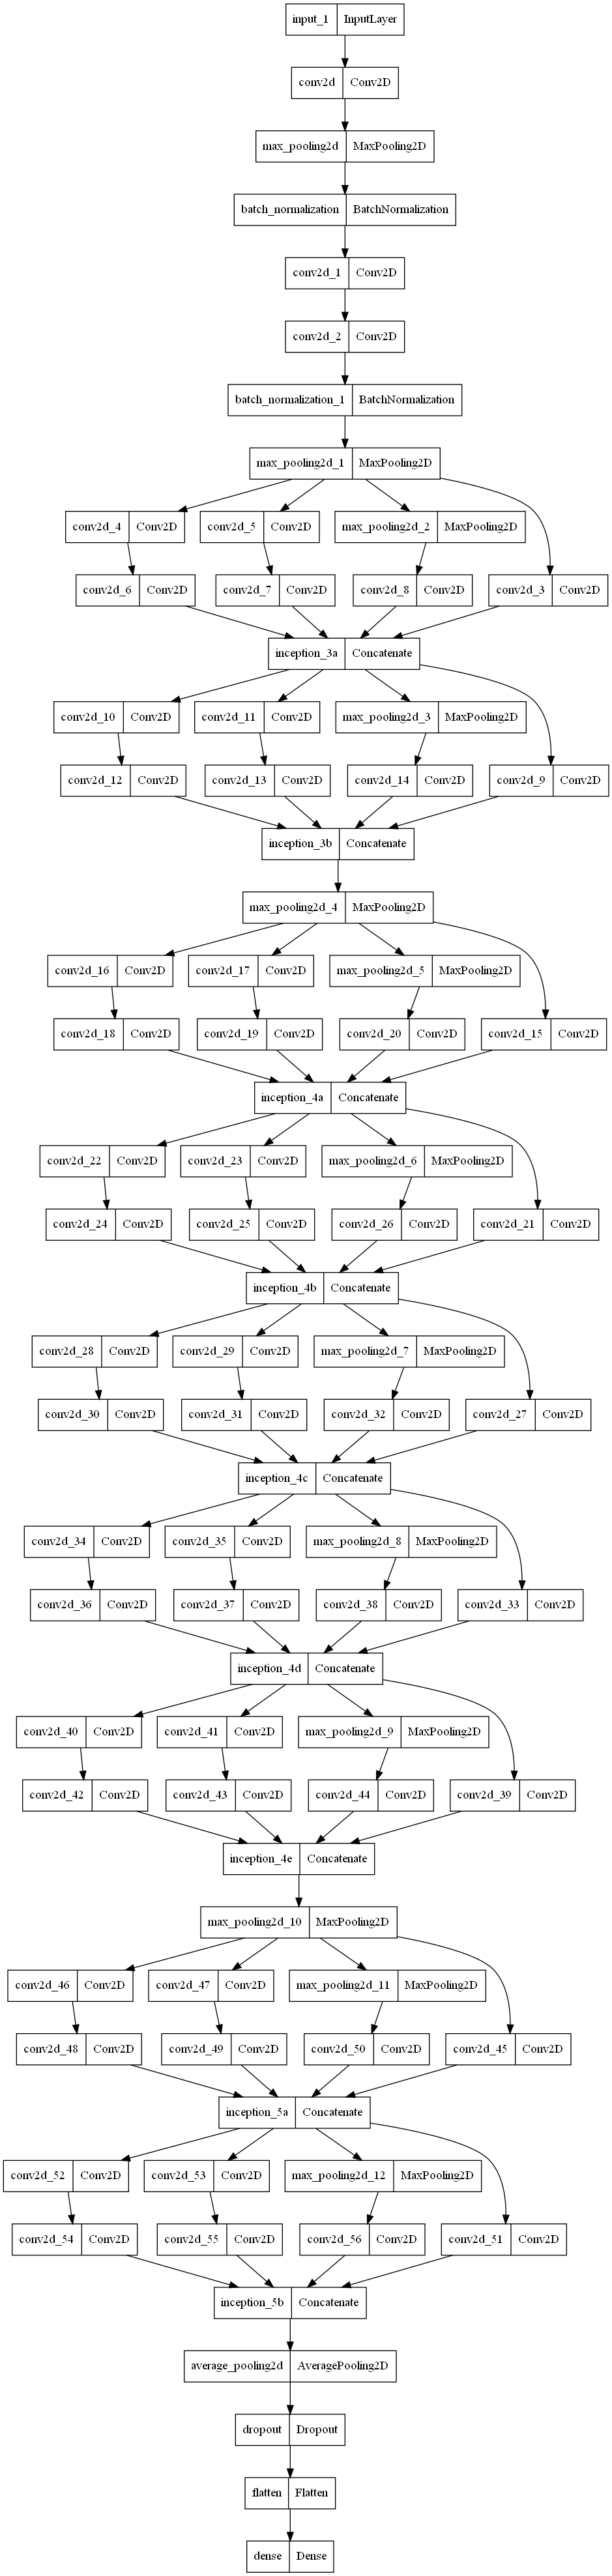 input_1 InputLayer
conv2d Conv2D
max_pooling2d MaxPooling2D
batch_normalization BatchNormalization
conv2d_1 Conv2D
conv2d_2 Conv2D
batch_normalization_1 BatchNormalization
max_pooling2d_1 MaxPooling2D
conv2d_4 Conv2D conv2d_5 Conv2D max_pooling2d_2 MaxPooling2D
conv2d_6 Conv2D conv2d_7 Conv2D conv2d_8 Conv2D conv2d_3 Conv2D
inception_3a Concatenate
conv2d_10 Conv2D conv2d_11 Conv2D max_pooling2d_3 MaxPooling2D
conv2d_12 Conv2D conv2d_13 Conv2D conv2d_14 Conv2D conv2d_9 Conv2D
inception_3b Concatenate
max_pooling2d_4 MaxPooling2D
conv2d_16 Conv2D conv2d_17 Conv2D max_pooling2d_5 MaxPooling2D
conv2d_18 Conv2D conv2d_19 Conv2D conv2d_20 Conv2D conv2d_15 Conv2D
inception_4a Concatenate
conv2d_22 Conv2D conv2d_23 Conv2D max_pooling2d_6 MaxPooling2D
conv2d_24 Conv2D conv2d_25 Conv2D conv2d_26 Conv2D conv2d_21 Conv2D
inception_4b Concatenate
conv2d_28 Conv2D conv2d_29 Conv2D max_pooling2d_7 MaxPooling2D
conv2d_30 Conv2D conv2d_31 Conv2D conv2d_32 Conv2D conv2d_27 Conv2D
inception_4c Concatenate
conv2d_34 Conv2D conv2d_35 Conv2D max_pooling2d_8 MaxPooling2D
conv2d_36 Conv2D conv2d_37 Conv2D conv2d_38 Conv2D conv2d_33 Conv2D
inception_4d Concatenate
conv2d_40 Conv2D conv2d_41 Conv2D max_pooling2d_9 MaxPooling2D
conv2d_42 Conv2D conv2d_43 Conv2D conv2d_44 Conv2D conv2d_39 Conv2D
inception_4e Concatenate
max_pooling2d_10 MaxPooling2D
conv2d_46 Conv2D conv2d_47 Conv2D max_pooling2d_11 MaxPooling2D
conv2d_48 Conv2D conv2d_49 Conv2D conv2d_50 Conv2D conv2d_45 Conv2D
inception_5a Concatenate
conv2d_52 Conv2D conv2d_53 Conv2D max_pooling2d_12 MaxPooling2D
conv2d_54 Conv2D conv2d_55 Conv2D conv2d_56 Conv2D conv2d_51 Conv2D
inception_5b Concatenate
average_pooling2d AveragePooling2D
dropout Dropout
flatten Flatten
dense Dense